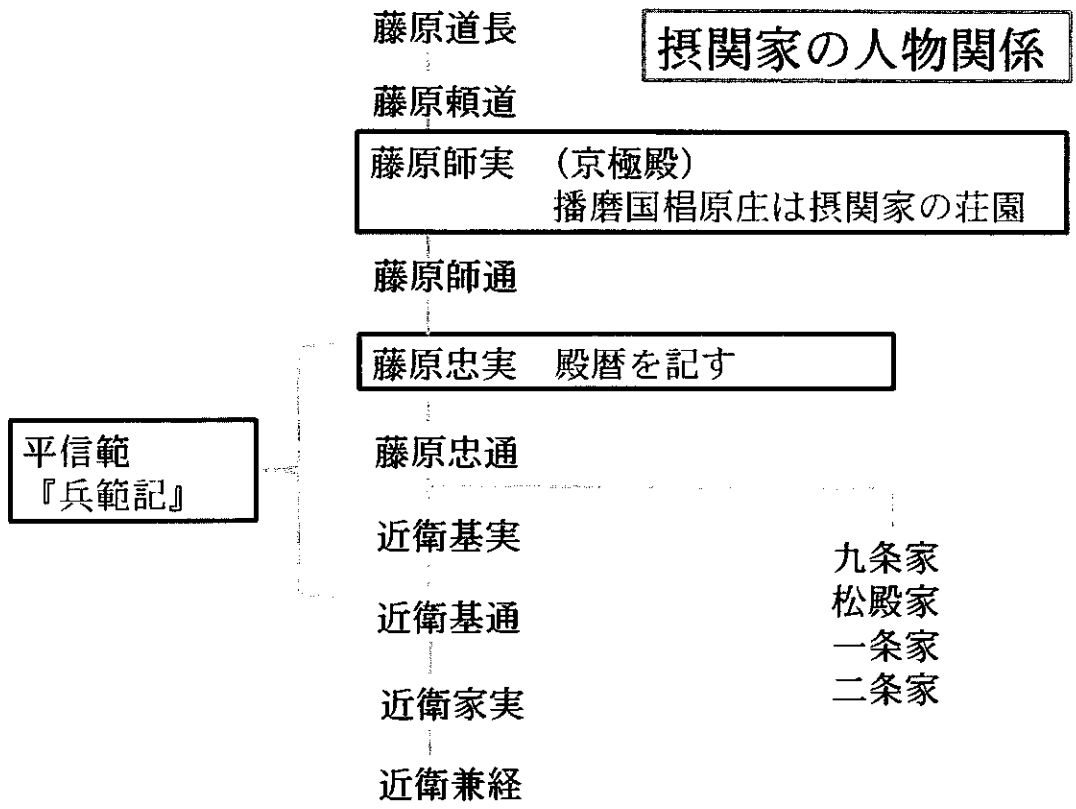 摂関家の人物関係
藤原道長
藤原頼道
藤原師実 (京極殿)
播磨国椙原庄は摂関家の荘園
藤原師通
藤原忠実 殿暦を記す
平信範
『兵範記』
藤原忠通
近衛基実
近衛基通
近衛家実
近衛兼経
九条家
松殿家
一条家
二条家